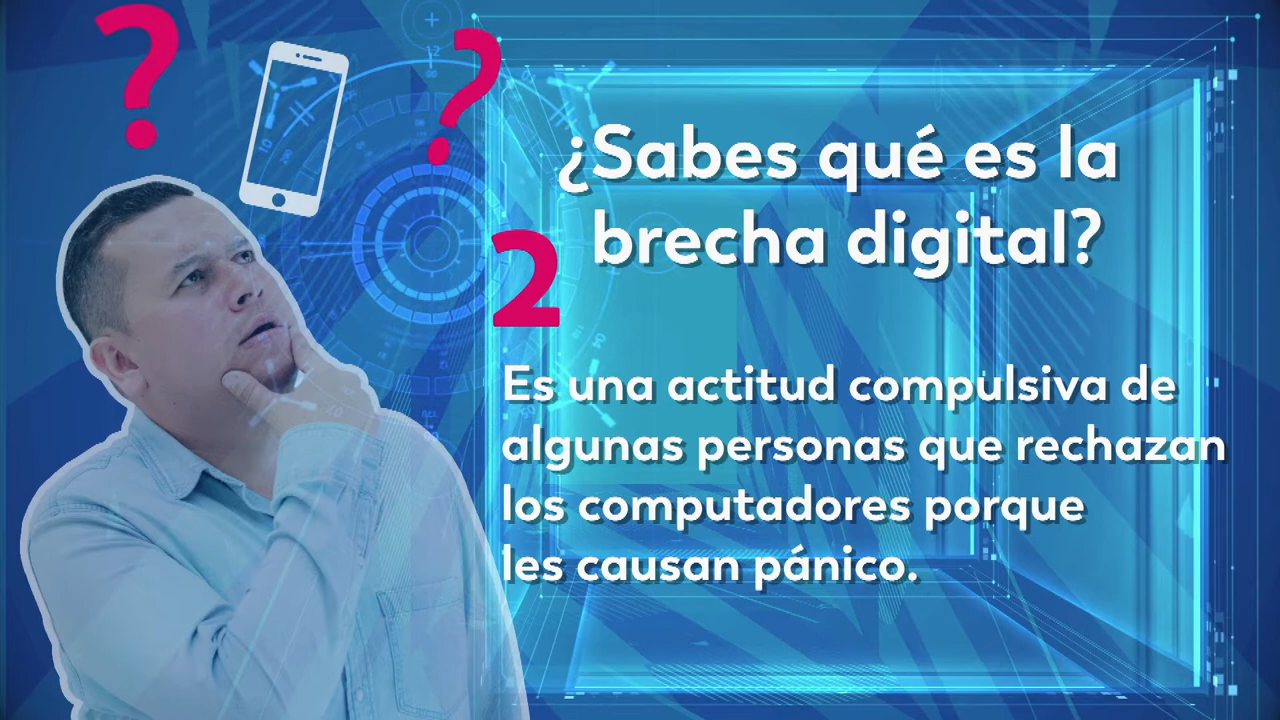 ¿Sabes qué es la
brecha digital?
2
Es una actitud compulsiva de
algunas personas que rechazan
los computadores porque
les causan pánico.